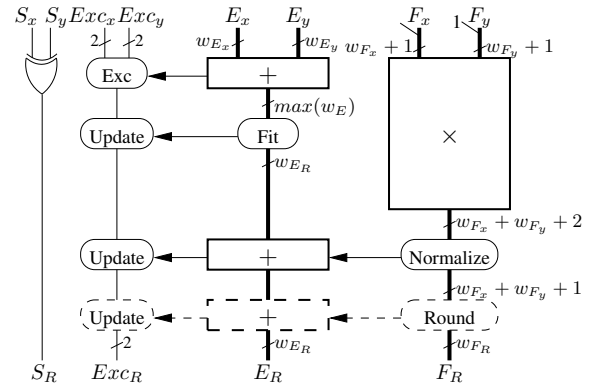 S_x S_y Exc_x Exc_y E_x E_y F_x F_y
2 2 w_{E_x} w_{E_y} w_{F_x} + 1 1 w_{F_y} + 1
Exc +
max(w_E)
Update Fit ×
w_{E_R}
w_{F_x} + w_{F_y} + 2
Update + Normalize
w_{F_x} + w_{F_y} + 1
Update + Round
2 w_{E_R} w_{F_R}
S_R Exc_R E_R F_R